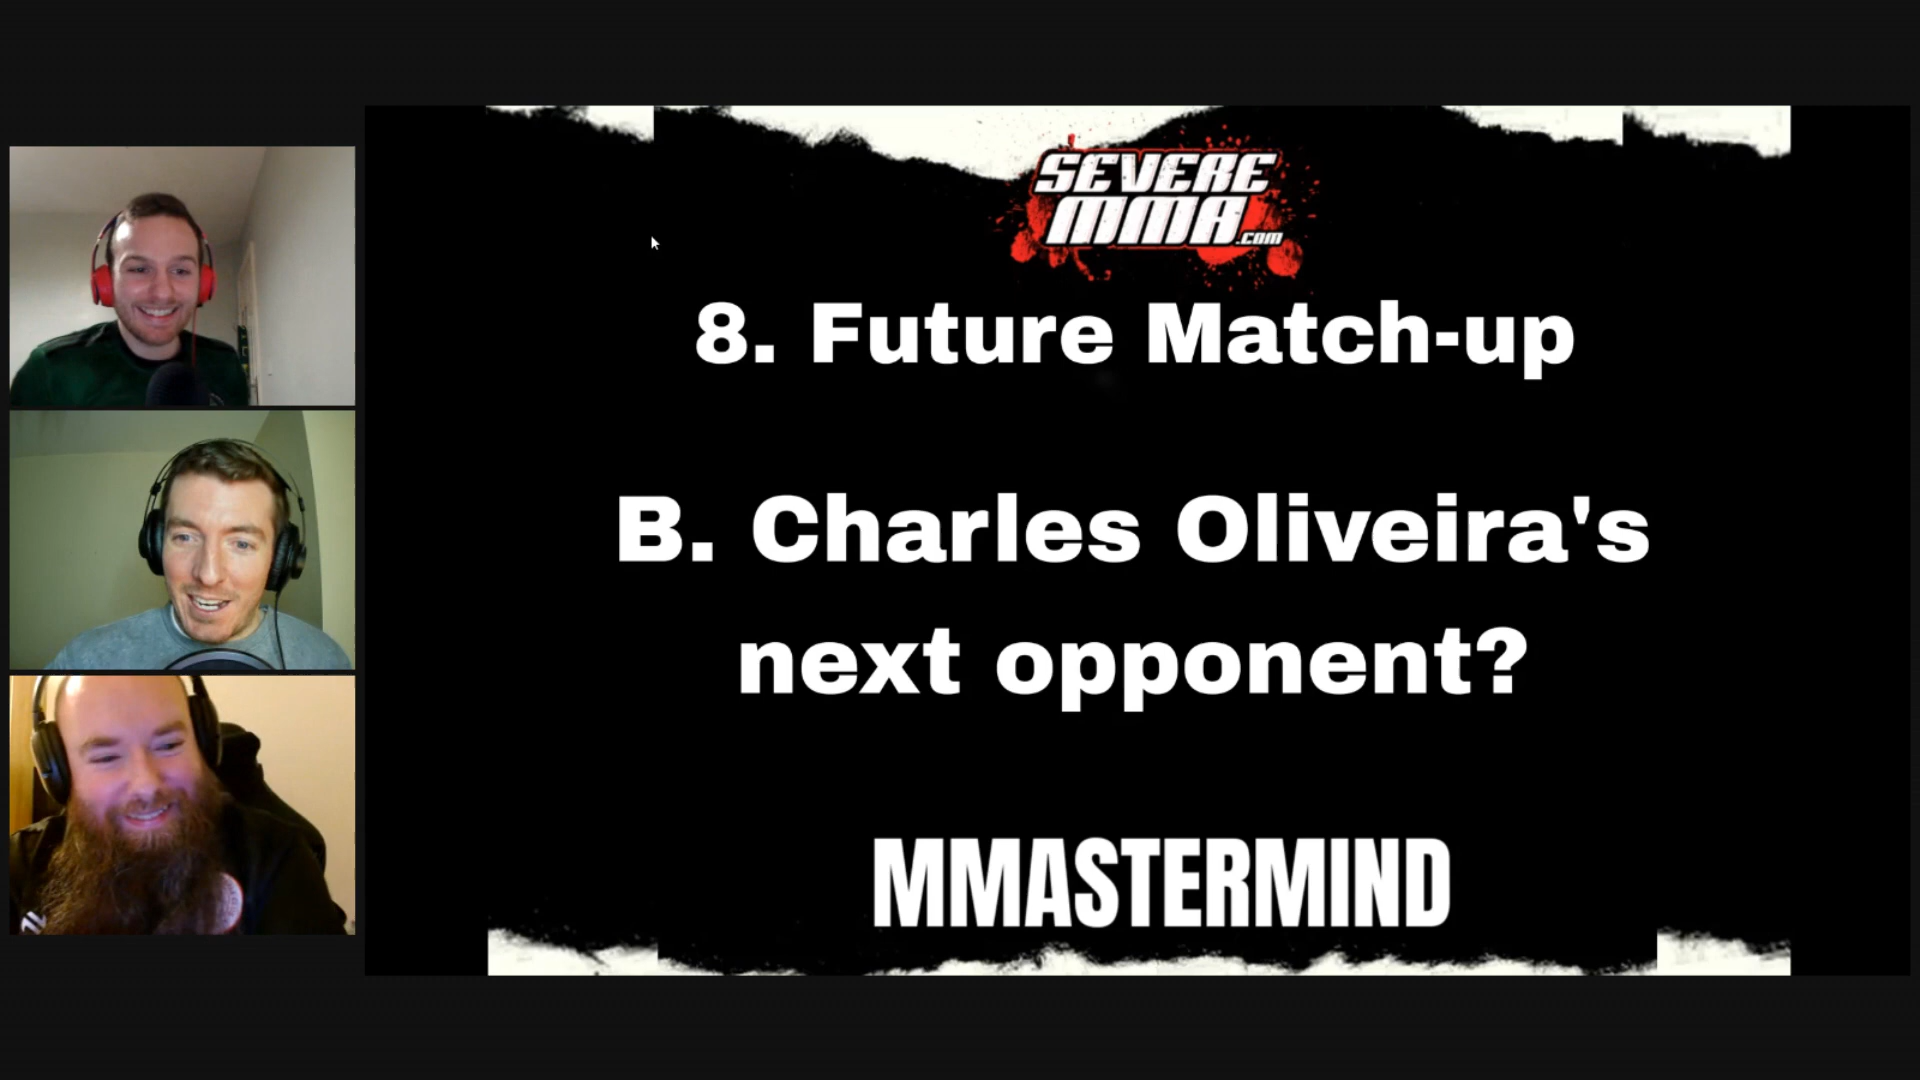 SEVERE
MMA.com
8. Future Match-up
B. Charles Oliveira's
next opponent?
MMASTERMIND